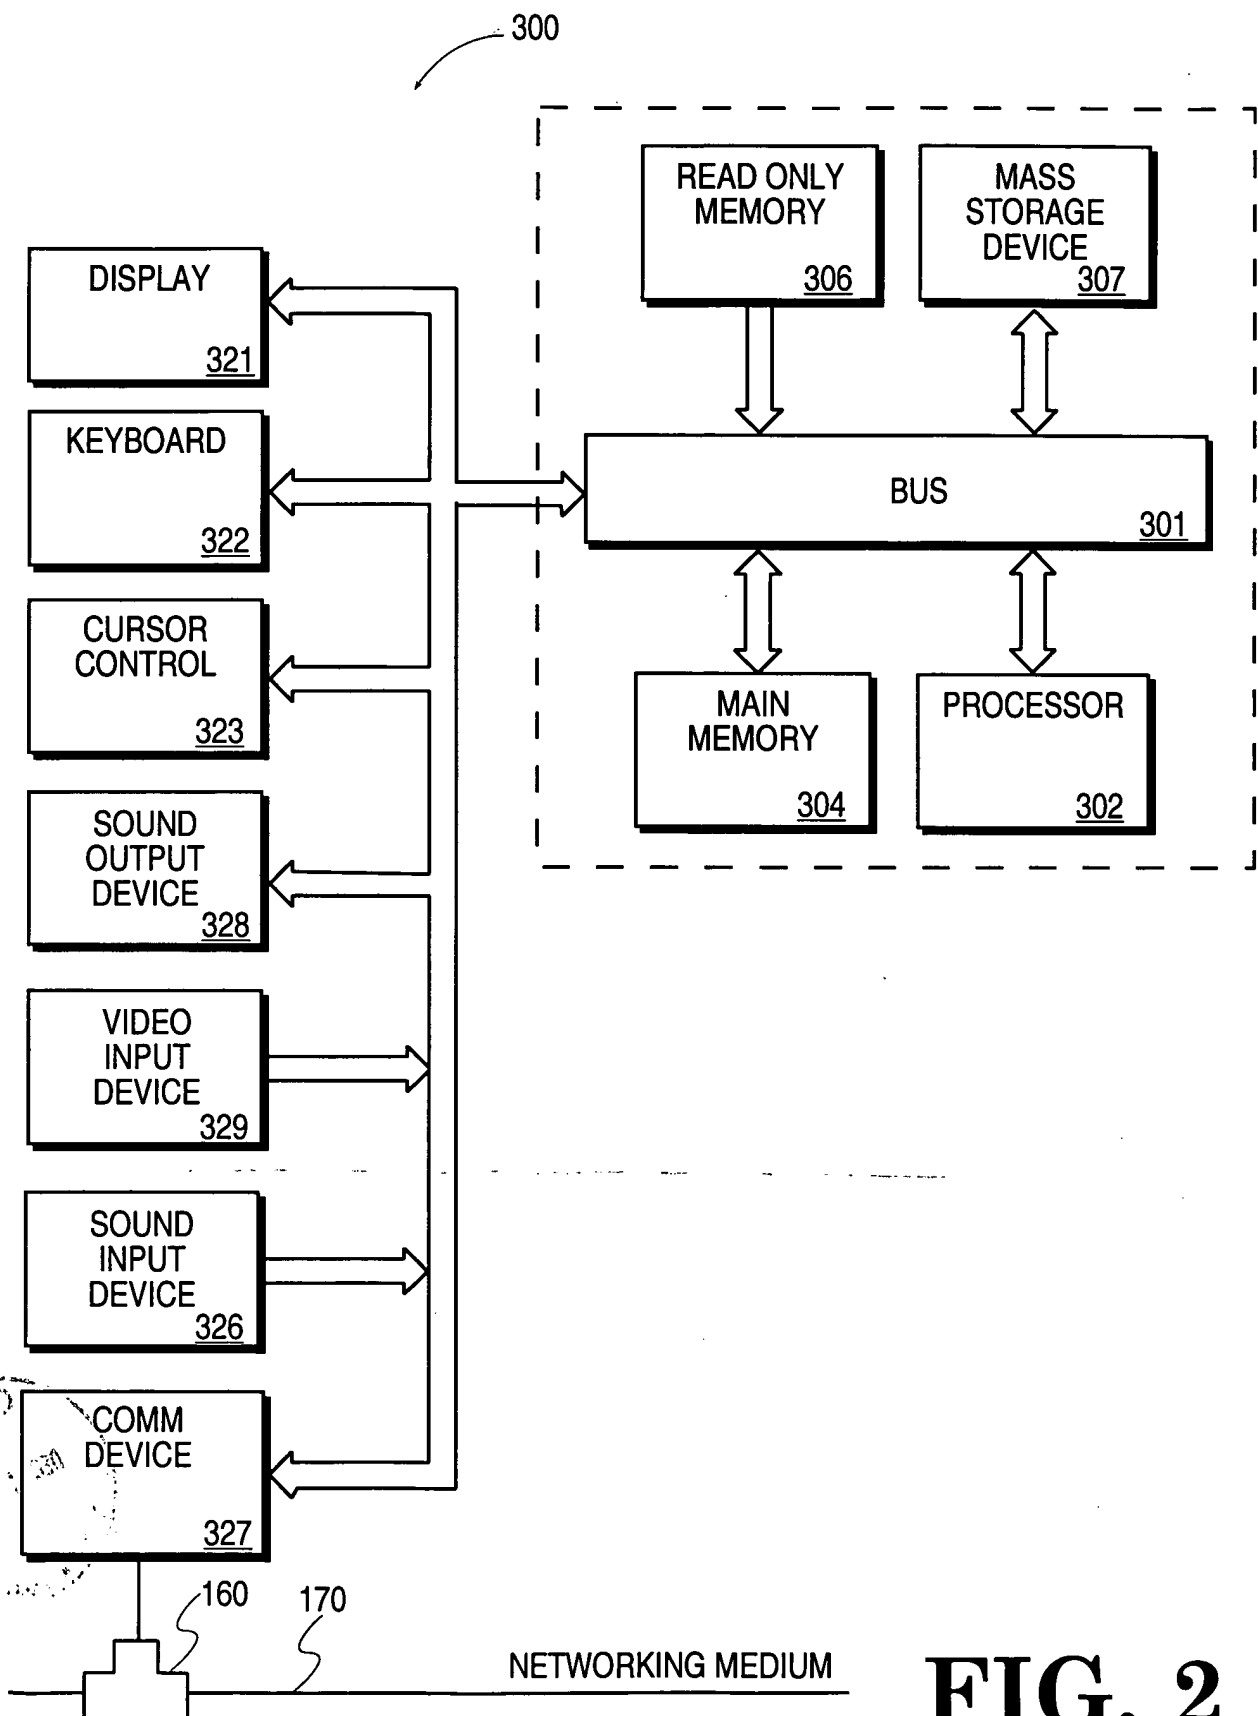 300
READ ONLY
MEMORY
306
MASS
STORAGE
DEVICE
307
DISPLAY
321
KEYBOARD
322
BUS
301
CURSOR
CONTROL
323
MAIN
MEMORY
304
PROCESSOR
302
SOUND
OUTPUT
DEVICE
328
VIDEO
INPUT
DEVICE
329
SOUND
INPUT
DEVICE
326
COMM
DEVICE
327
160
170
NETWORKING MEDIUM
FIG. 2